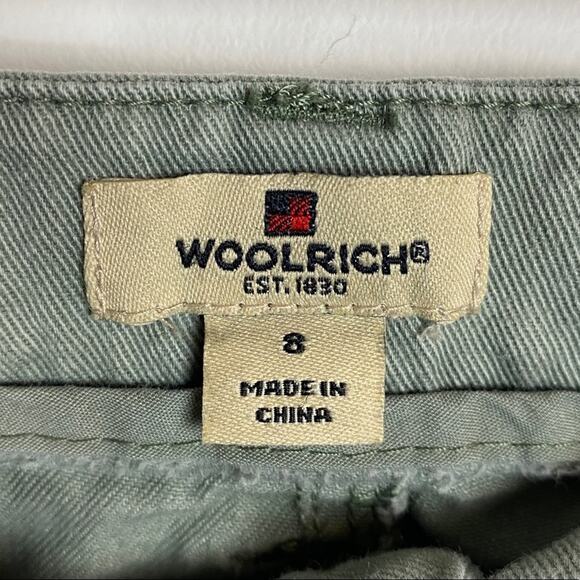 WOOLRICH®
EST. 1830
8
MADE IN
CHINA